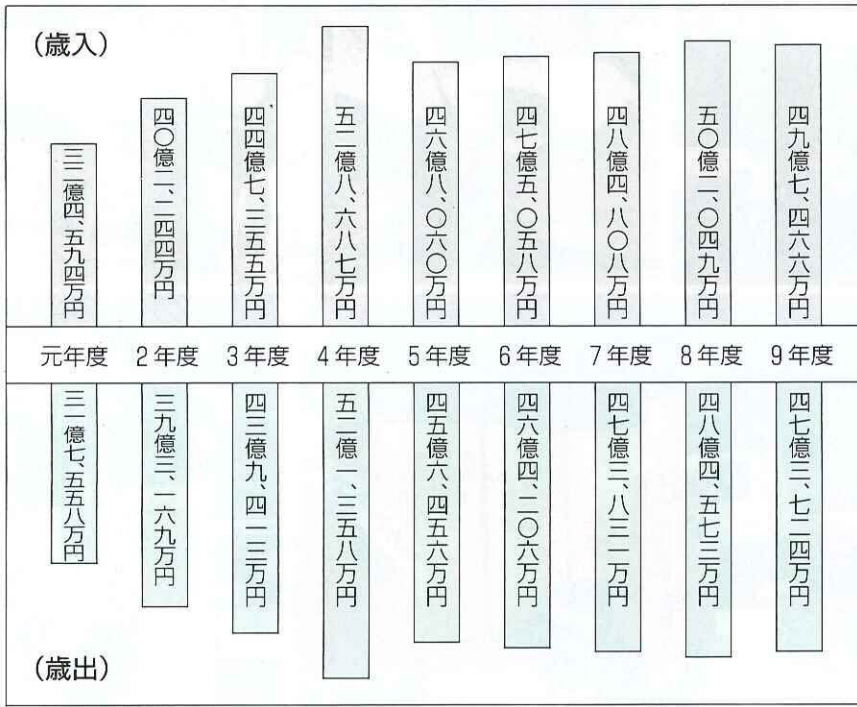 (歳入)
三二億四、五九四万円
四〇億二、二四四万円
四四億七、三五五万円
五二億八、六八七万円
四六億八、〇六〇万円
四七億五、〇五八万円
四八億四、八〇八万円
五〇億二、〇四九万円
四九億七、四六六万円
元年度 2年度 3年度 4年度 5年度 6年度 7年度 8年度 9年度
三一億七、五五八万円
三九億三、一六九万円
四三億九、四一三万円
五二億一、三五八万円
四五億六、四五六万円
四六億四、二〇六万円
四七億三、八三一万円
四八億四、五七三万円
四七億三、七二四万円
(歳出)